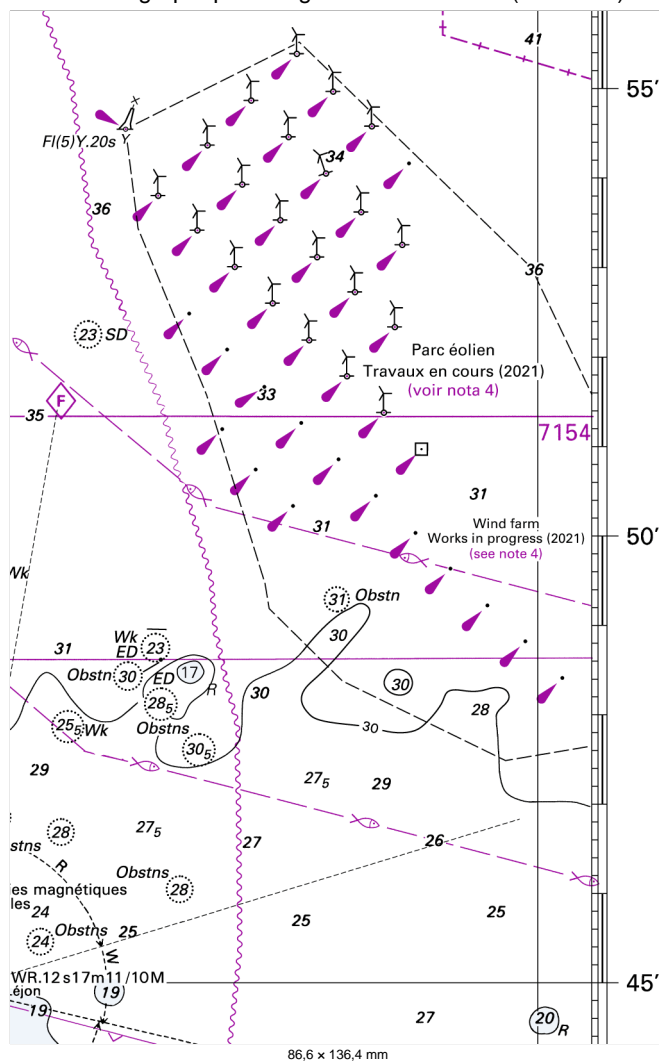 41
55'
Fl(5)Y.20s Y
34
36
36
23 SD
Parc éolien
Travaux en cours (2021)
(voir nota 4)
33
35
F
7154
31
31
Wind farm
Works in progress (2021)
(see note 4)
50'
Wk
31 Obstn
30
31
Wk
ED
23
Obstn 30
ED
17
R
30
30
28₅
28
25₅ Wk
Obstns
30₅
30
29
27₅
29
28
27₅
27
26
stns
R
Obstns
28
es magnétiques
les
24
25
25
25
Obstns
24
W
WR.12s17m11/10M
éjon
19
19
45'
27
20
R
86,6 × 136,4 mm